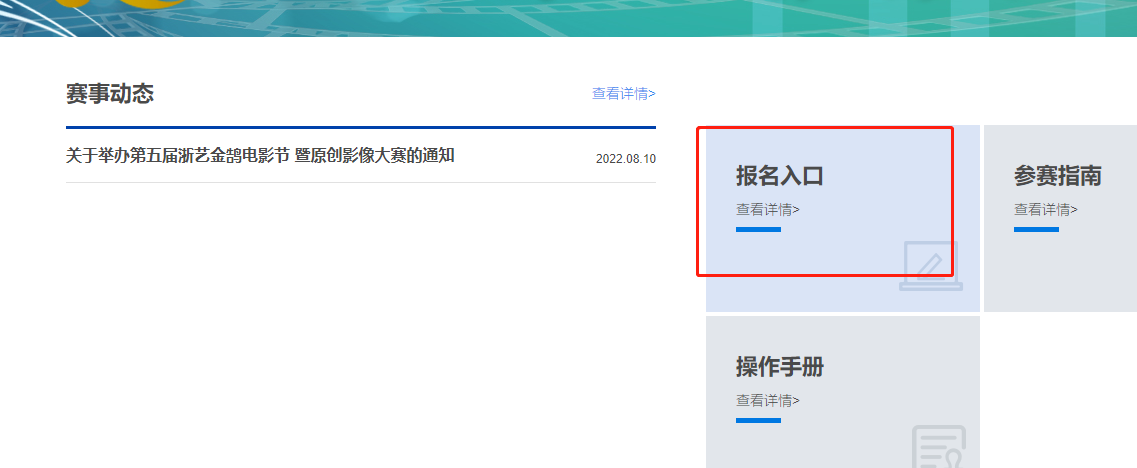 赛事动态
查看详情>
关于举办第五届浙艺金鹄电影节 暨原创影像大赛的通知
2022.08.10
报名入口
查看详情>
参赛指南
查看详情>
操作手册
查看详情>